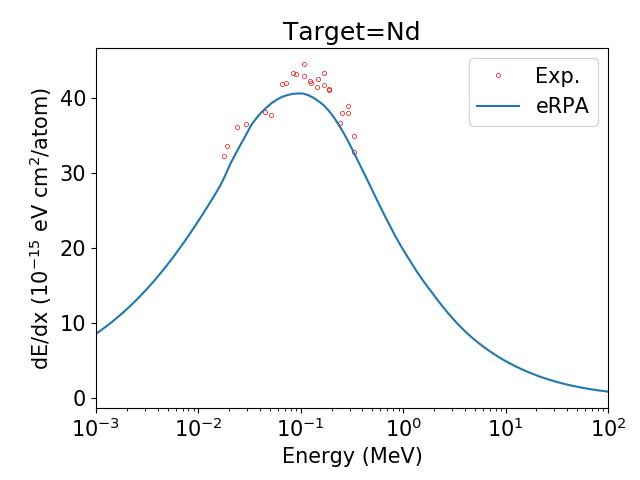 Target=Nd
Exp.
eRPA
dE/dx (10⁻¹⁵ eV cm²/atom)
40
30
20
10
0
10⁻³ 10⁻² 10⁻¹ 10⁰ 10¹ 10²
Energy (MeV)